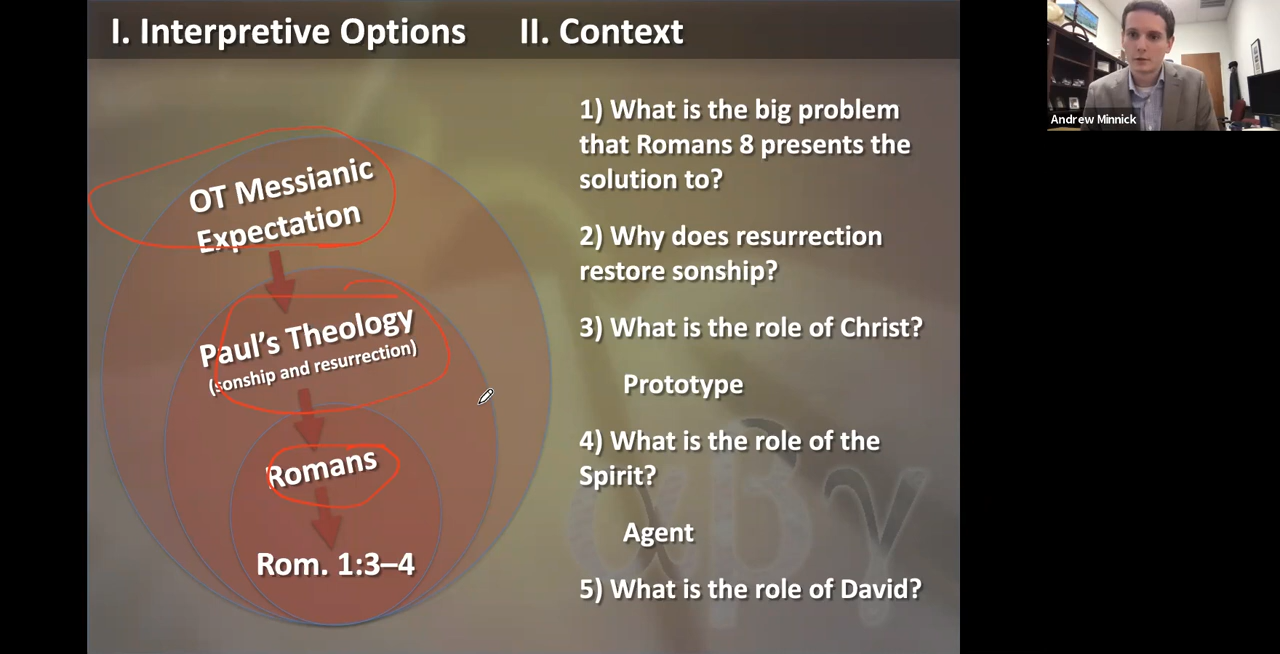 I. Interpretive Options
II. Context
OT Messianic
Expectation
Paul's Theology
(sonship and resurrection)
Romans
Rom. 1:3–4
1) What is the big problem
that Romans 8 presents the
solution to?
2) Why does resurrection
restore sonship?
3) What is the role of Christ?
Prototype
4) What is the role of the
Spirit?
Agent
5) What is the role of David?
αβγ
Andrew Minnick